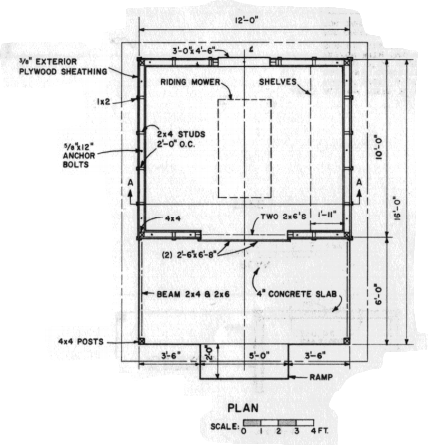 12'-0"
3'-0"x4'-6"
3/8" EXTERIOR
PLYWOOD SHEATHING
RIDING MOWER
SHELVES
1x2
2x4 STUDS
2'-0" O.C.
5/8"x12"
ANCHOR
BOLTS
10'-0"
16'-0"
A
A
4x4
TWO 2x6'S
1'-11"
(2) 2'-6"x6'-8"
BEAM 2x4 & 2x6
4" CONCRETE SLAB
6'-0"
4x4 POSTS
3'-6"
2'-0"
5'-0"
3'-6"
RAMP
PLAN
SCALE:
0 1 2 3 4 FT.